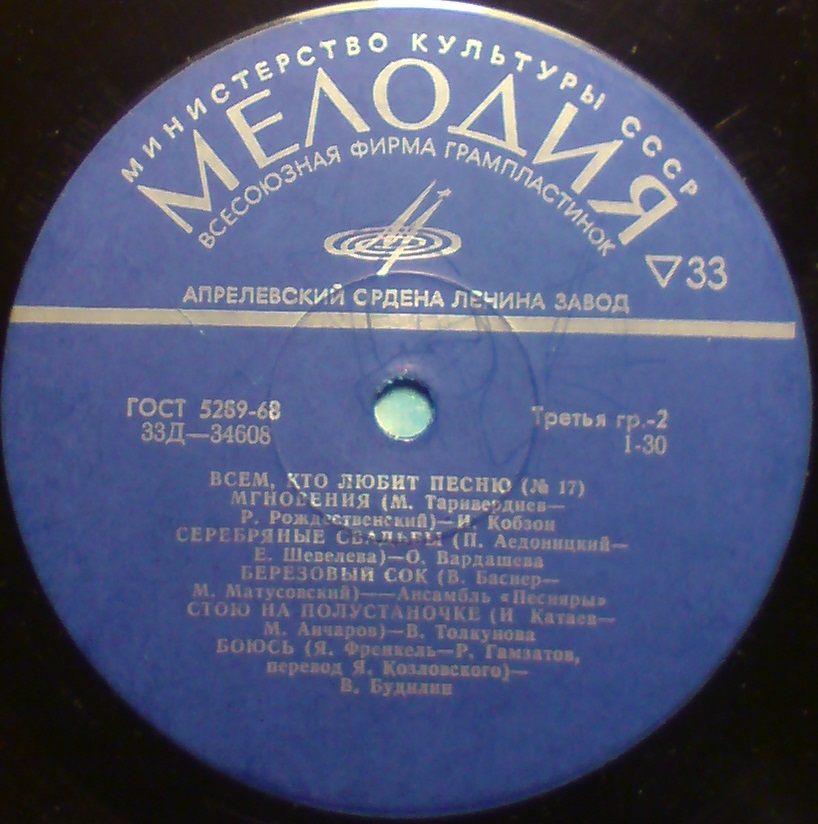 МИНИСТЕРСТВО КУЛЬТУРЫ СССР
МЕЛОДИЯ
ВСЕСОЮЗНАЯ ФИРМА ГРАМПЛАСТИНОК
▽33
АПРЕЛЕВСКИЙ ОРДЕНА ЛЕНИНА ЗАВОД
ГОСТ 5289-68
33Д—34608
Третья гр.-2
1-30
ВСЕМ, КТО ЛЮБИТ ПЕСНЮ (№ 17)
МГНОВЕНИЯ (М. Таривердиев—
Р. Рождественский)—И. Кобзон
СЕРЕБРЯНЫЕ СВАДЬБЫ (П. Аедоницкий—
Е. Шевелева)—О. Вардашева
БЕРЕЗОВЫЙ СОК (В. Баснер—
М. Матусовский)—Ансамбль «Песняры»
СТОЮ НА ПОЛУСТАНОЧКЕ (И. Катаев—
М. Анчаров)—В. Толкунова
БОЮСЬ (Я. Френкель—Р. Гамзатов,
перевод Я. Козловского)—
В. Будилин